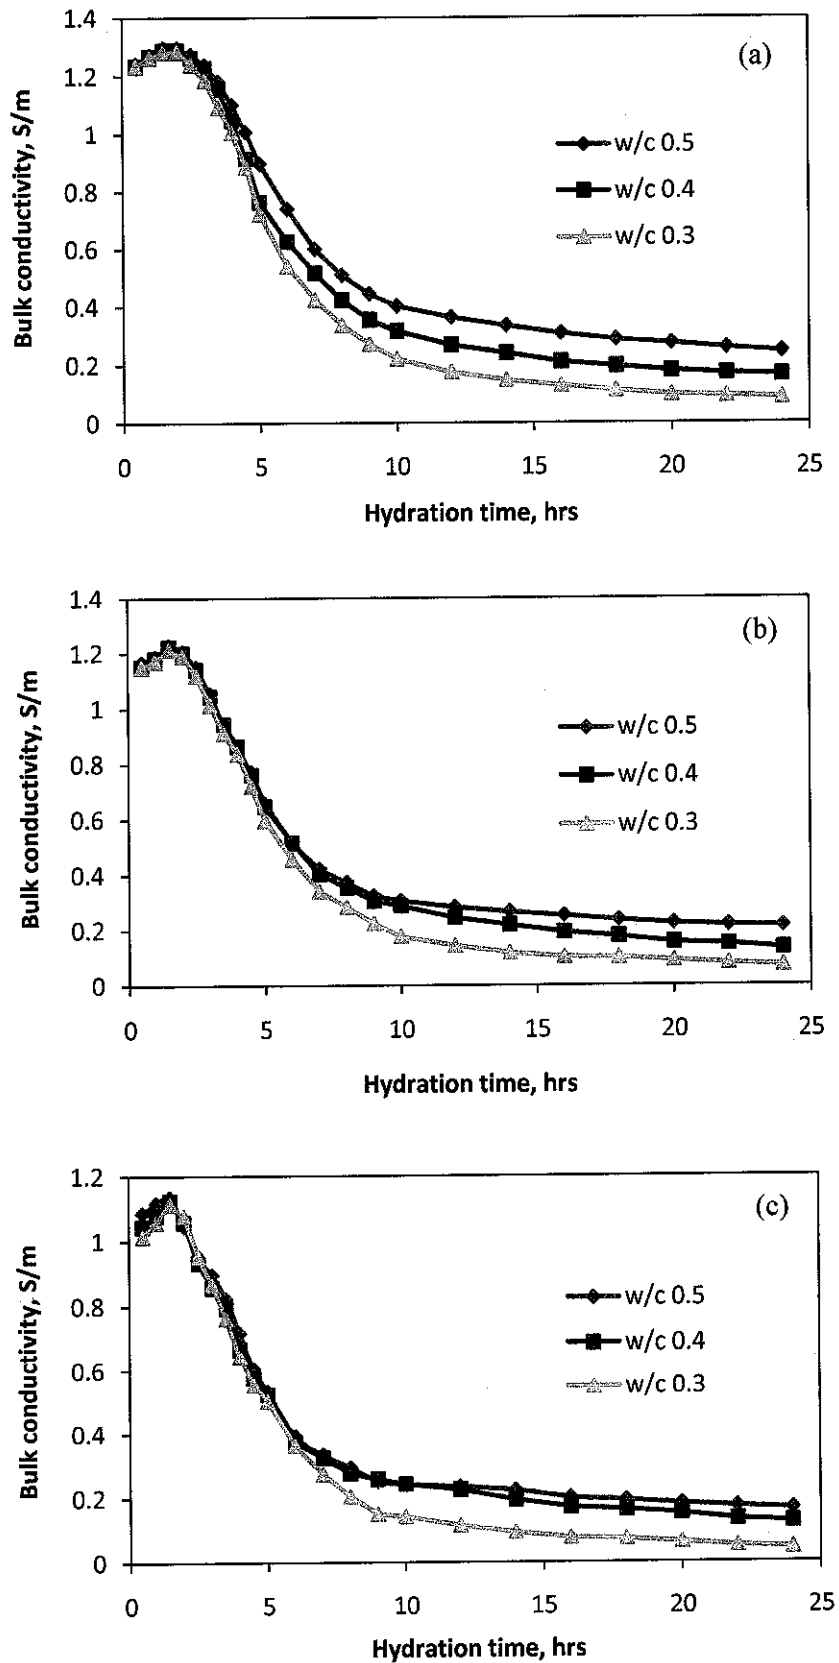 (a)
1.4
1.2
1
0.8
0.6
0.4
0.2
0
Bulk conductivity, S/m
w/c 0.5
w/c 0.4
w/c 0.3
0 5 10 15 20 25
Hydration time, hrs
(b)
1.4
1.2
1
0.8
0.6
0.4
0.2
0
Bulk conductivity, S/m
w/c 0.5
w/c 0.4
w/c 0.3
0 5 10 15 20 25
Hydration time, hrs
(c)
1.2
1
0.8
0.6
0.4
0.2
0
Bulk conductivity, S/m
w/c 0.5
w/c 0.4
w/c 0.3
0 5 10 15 20 25
Hydration time, hrs